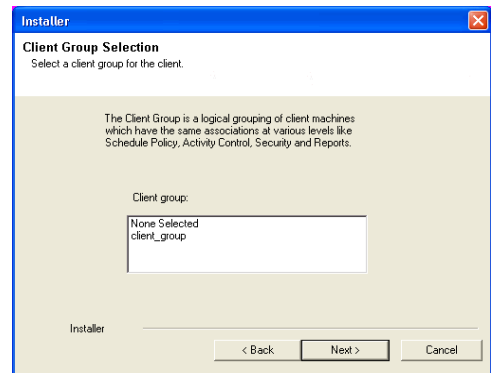 Installer
Client Group Selection
Select a client group for the client.
The Client Group is a logical grouping of client machines
which have the same associations at various levels like
Schedule Policy, Activity Control, Security and Reports.
Client group:
None Selected
client_group
Installer
< Back
Next >
Cancel